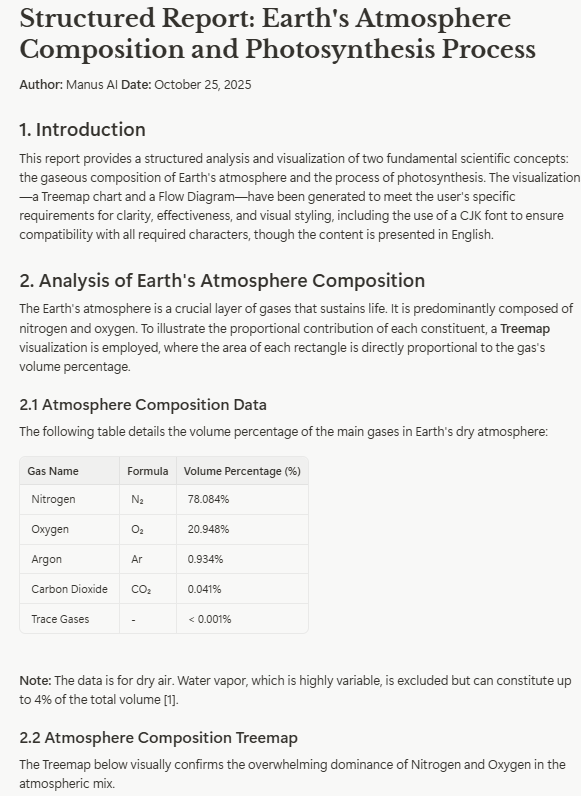 Structured Report: Earth's Atmosphere
Composition and Photosynthesis Process
Author: Manus AI Date: October 25, 2025
1. Introduction
This report provides a structured analysis and visualization of two fundamental scientific concepts:
the gaseous composition of Earth's atmosphere and the process of photosynthesis. The visualization
—a Treemap chart and a Flow Diagram—have been generated to meet the user's specific
requirements for clarity, effectiveness, and visual styling, including the use of a CJK font to ensure
compatibility with all required characters, though the content is presented in English.
2. Analysis of Earth's Atmosphere Composition
The Earth's atmosphere is a crucial layer of gases that sustains life. It is predominantly composed of
nitrogen and oxygen. To illustrate the proportional contribution of each constituent, a Treemap
visualization is employed, where the area of each rectangle is directly proportional to the gas's
volume percentage.
2.1 Atmosphere Composition Data
The following table details the volume percentage of the main gases in Earth's dry atmosphere:
Gas Name Formula Volume Percentage (%)
Nitrogen N₂ 78.084%
Oxygen O₂ 20.948%
Argon Ar 0.934%
Carbon Dioxide CO₂ 0.041%
Trace Gases - < 0.001%
Note: The data is for dry air. Water vapor, which is highly variable, is excluded but can constitute up
to 4% of the total volume [1].
2.2 Atmosphere Composition Treemap
The Treemap below visually confirms the overwhelming dominance of Nitrogen and Oxygen in the
atmospheric mix.